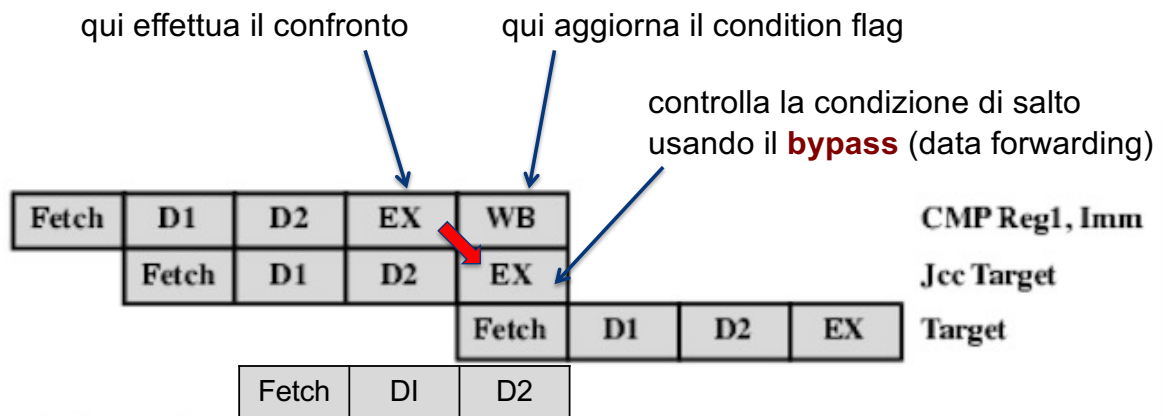 qui effettua il confronto
qui aggiorna il condition flag
controlla la condizione di salto
usando il bypass (data forwarding)
Fetch D1 D2 EX WB CMP Reg1, Imm
Fetch D1 D2 EX Jcc Target
Fetch D1 D2 EX Target
Fetch DI D2